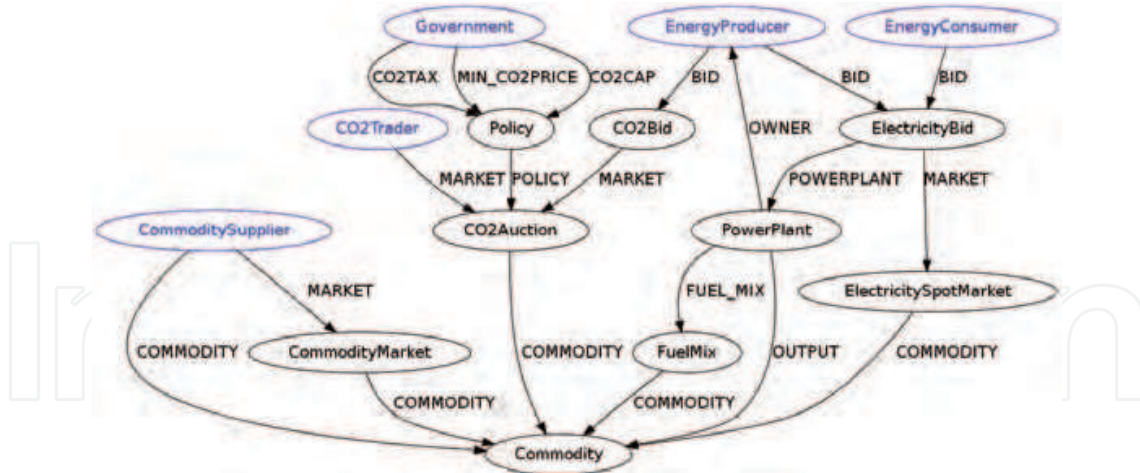 Government EnergyProducer EnergyConsumer
CO2TAX MIN_CO2PRICE CO2CAP BID BID BID
CO2Trader Policy CO2Bid OWNER ElectricityBid
MARKET POLICY MARKET POWERPLANT MARKET
CommoditySupplier CO2Auction PowerPlant
MARKET FUEL_MIX ElectricitySpotMarket
COMMODITY CommodityMarket COMMODITY FuelMix OUTPUT COMMODITY
COMMODITY COMMODITY
Commodity